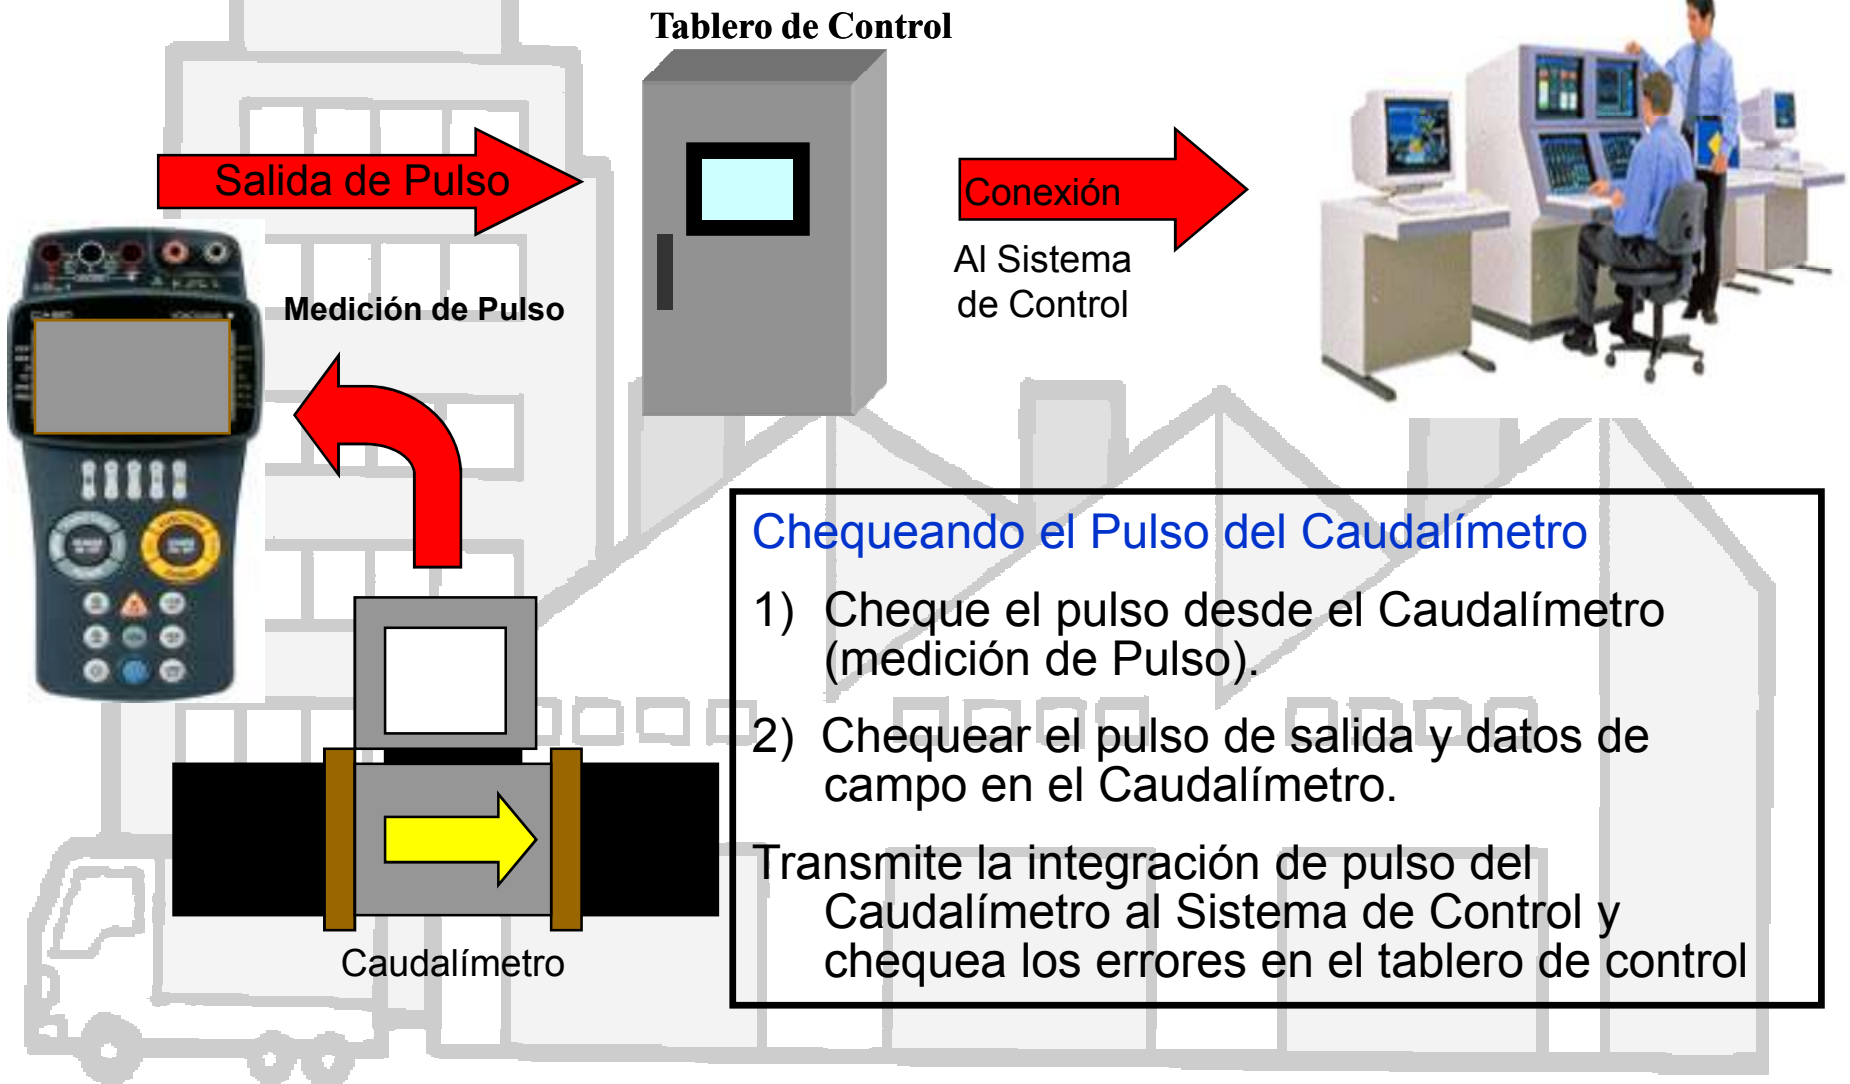 Tablero de Control
Salida de Pulso
Conexión
Al Sistema
de Control
Medición de Pulso
Chequeando el Pulso del Caudalímetro
1) Cheque el pulso desde el Caudalímetro
(medición de Pulso).
2) Chequear el pulso de salida y datos de
campo en el Caudalímetro.
Transmite la integración de pulso del
Caudalímetro al Sistema de Control y
chequea los errores en el tablero de control
Caudalímetro